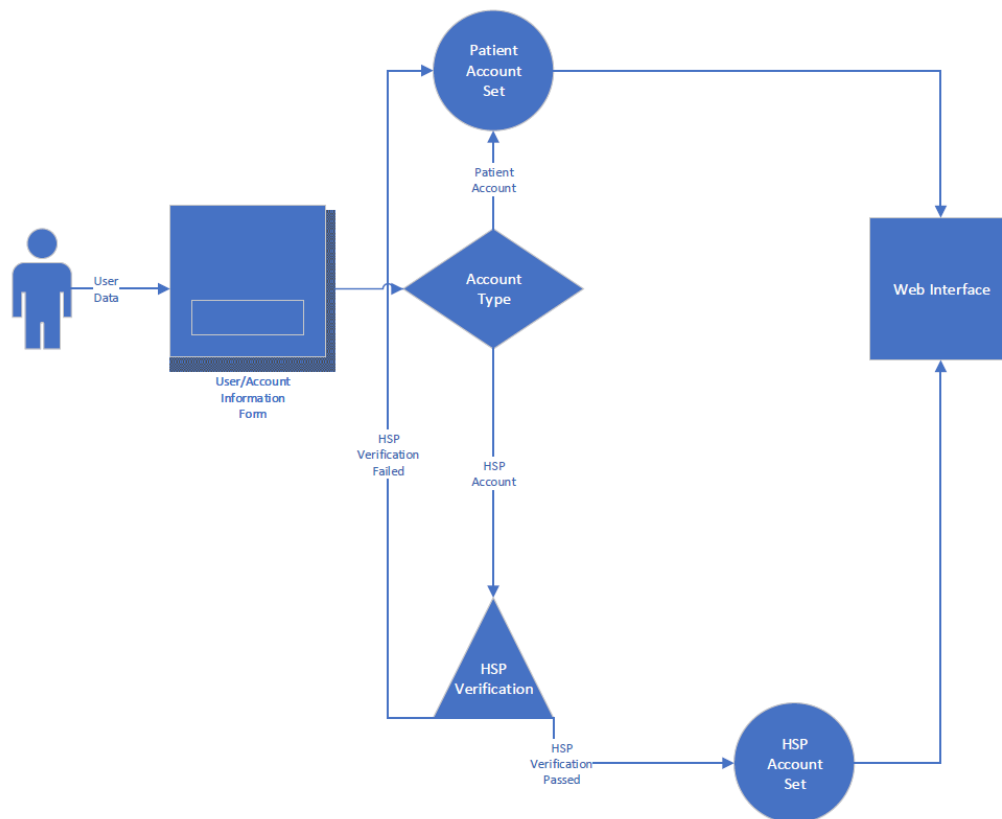 Patient
Account
Set
Patient
Account
User
Data
Account
Type
Web Interface
User/Account
Information
Form
HSP
Verification
Failed
HSP
Account
HSP
Verification
HSP
Verification
Passed
HSP
Account
Set